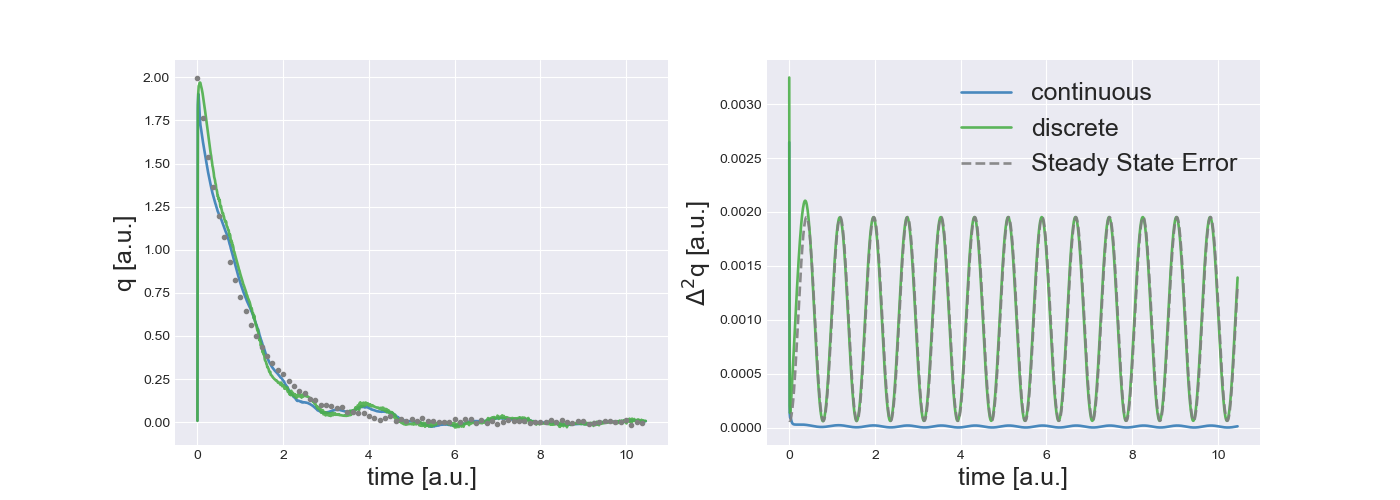 2.00
1.75
1.50
1.25
1.00
0.75
0.50
0.25
0.00
q [a.u.]
0 2 4 6 8 10
time [a.u.]
0.0030
0.0025
0.0020
0.0015
0.0010
0.0005
0.0000
Δ²q [a.u.]
continuous
discrete
Steady State Error
0 2 4 6 8 10
time [a.u.]